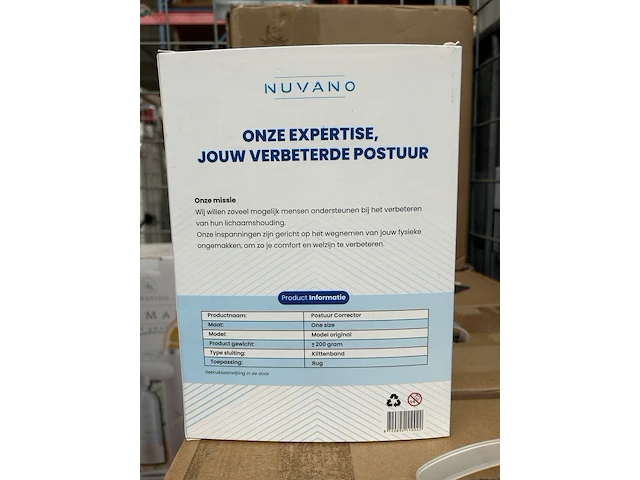 NUVANO
ONZE EXPERTISE,
JOUW VERBETERDE POSTUUR
Onze missie
Wij willen zoveel mogelijk mensen ondersteunen bij het verbeteren
van hun lichaamshouding.
Onze inspanningen zijn gericht op het wegnemen van jouw fysieke
ongemakken, om zo je comfort en welzijn te verbeteren.
Product Informatie
Productnaam: Postuur Corrector
Maat: One size
Model: Model original
Product gewicht: ± 200 gram
Type sluiting: Klittenband
Toepassing: Rug
Gebruiksaanwijzing in de doos